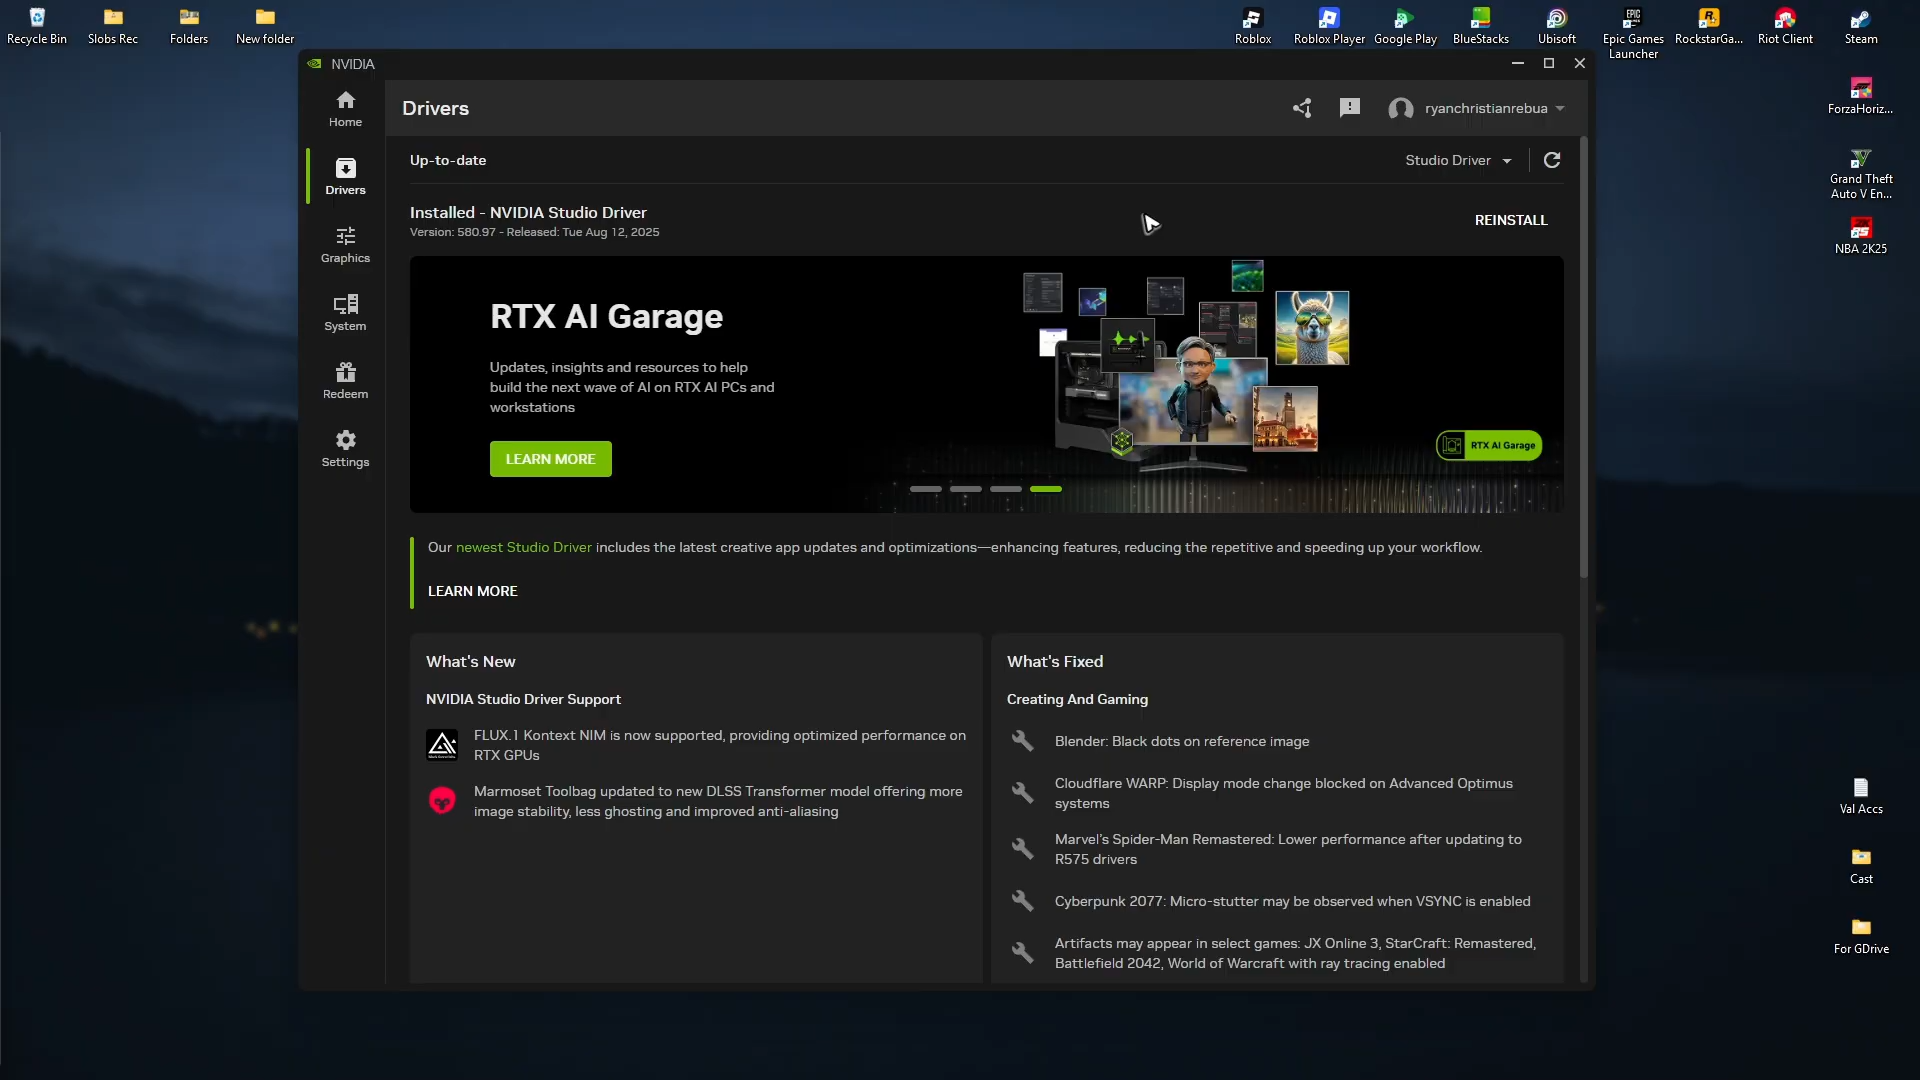 Recycle Bin
Slobs Rec
Folders
New folder
Roblox
Roblox Player
Google Play
BlueStacks
Ubisoft
Epic Games
Launcher
RockstarGa...
Riot Client
Steam
ForzaHoriz...
Grand Theft
Auto V En...
NBA 2K25
Val Accs
Cast
For GDrive
NVIDIA
Home
Drivers
Graphics
System
Redeem
Settings
Drivers
ryanchristianrebua
Up-to-date
Studio Driver
Installed - NVIDIA Studio Driver
Version: 580.97 - Released: Tue Aug 12, 2025
REINSTALL
RTX AI Garage
Updates, insights and resources to help
build the next wave of AI on RTX AI PCs and
workstations
LEARN MORE
RTX AI Garage
Our newest Studio Driver includes the latest creative app updates and optimizations—enhancing features, reducing the repetitive and speeding up your workflow.
LEARN MORE
What's New
NVIDIA Studio Driver Support
FLUX.1 Kontext NIM is now supported, providing optimized performance on
RTX GPUs
Marmoset Toolbag updated to new DLSS Transformer model offering more
image stability, less ghosting and improved anti-aliasing
What's Fixed
Creating And Gaming
Blender: Black dots on reference image
Cloudflare WARP: Display mode change blocked on Advanced Optimus
systems
Marvel's Spider-Man Remastered: Lower performance after updating to
R575 drivers
Cyberpunk 2077: Micro-stutter may be observed when VSYNC is enabled
Artifacts may appear in select games: JX Online 3, StarCraft: Remastered,
Battlefield 2042, World of Warcraft with ray tracing enabled